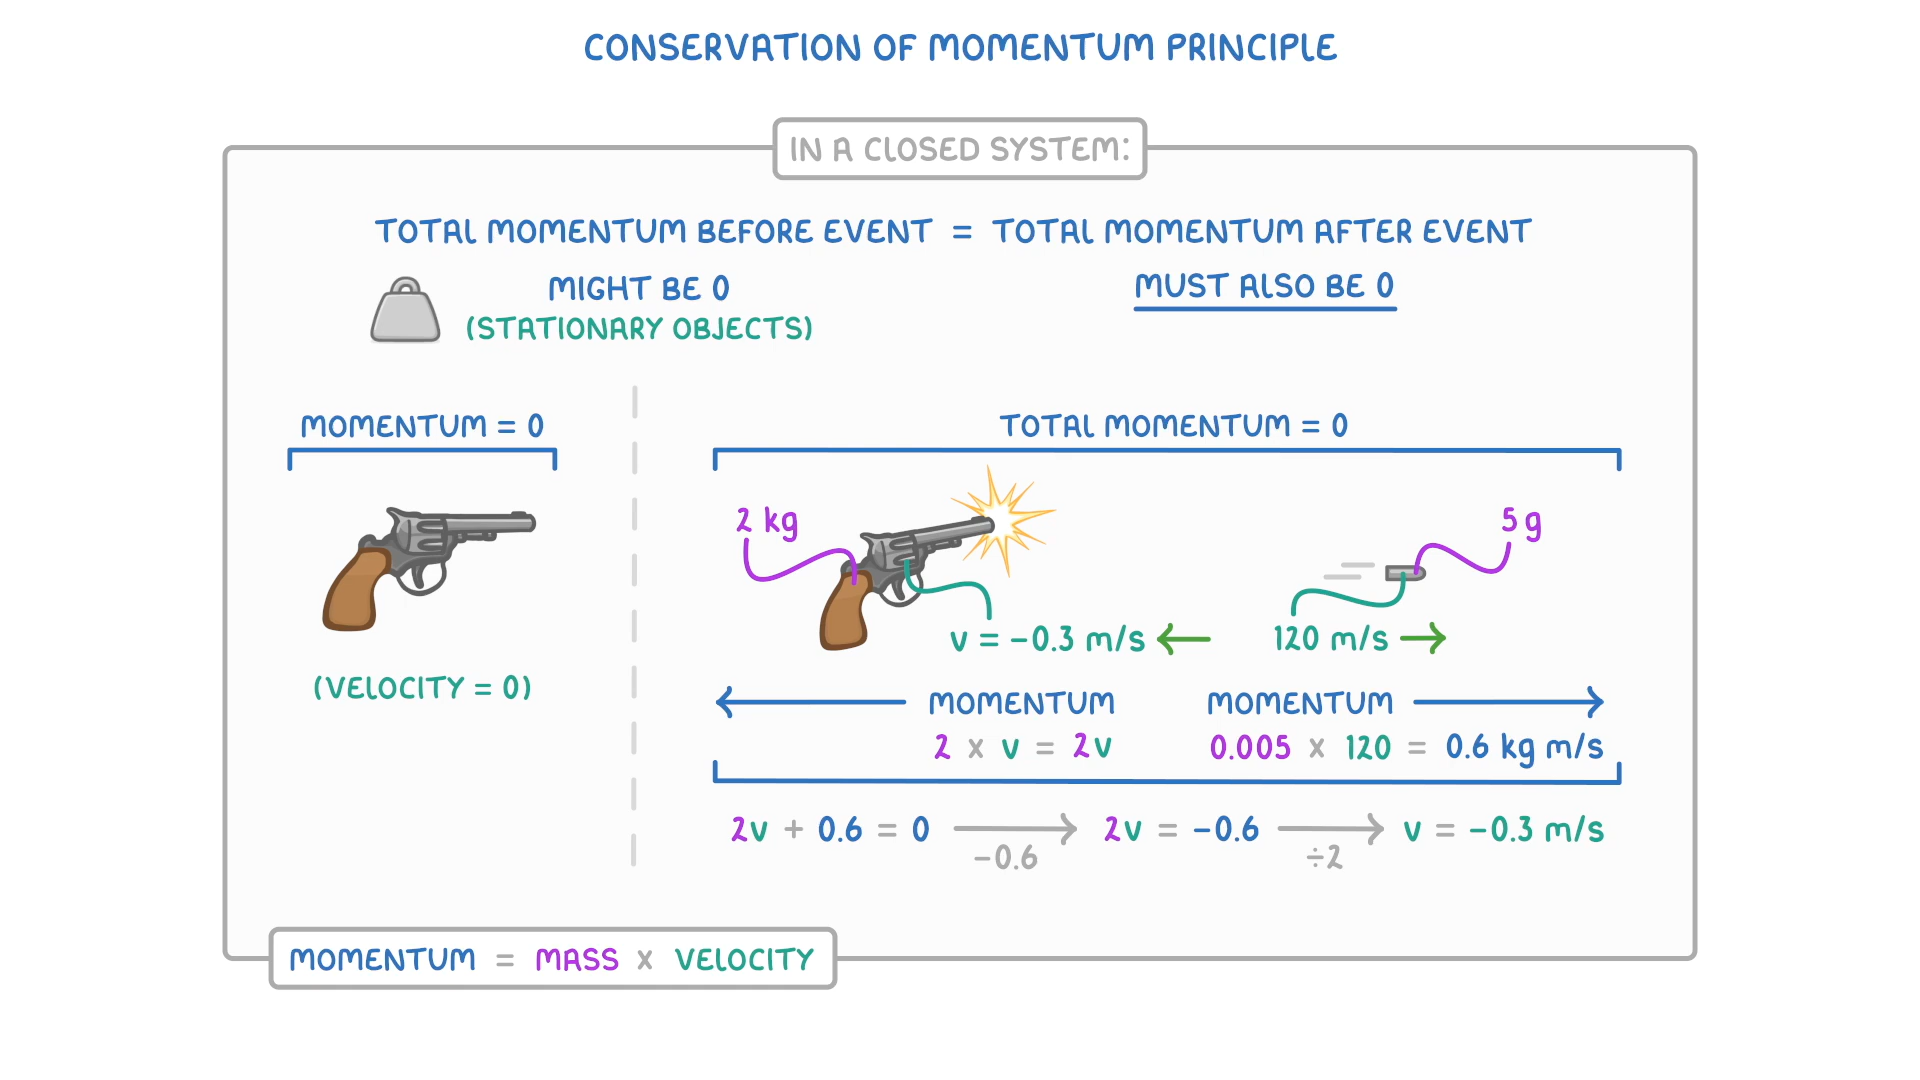 CONSERVATION OF MOMENTUM PRINCIPLE
IN A CLOSED SYSTEM:
TOTAL MOMENTUM BEFORE EVENT = TOTAL MOMENTUM AFTER EVENT
MIGHT BE 0
MUST ALSO BE 0
(STATIONARY OBJECTS)
MOMENTUM = 0
TOTAL MOMENTUM = 0
2 kg
5 g
v = -0.3 m/s
120 m/s
(VELOCITY = 0)
MOMENTUM
MOMENTUM
2 x v = 2v
0.005 x 120 = 0.6 kg m/s
2v + 0.6 = 0
2v = -0.6
v = -0.3 m/s
-0.6
÷2
MOMENTUM = MASS x VELOCITY